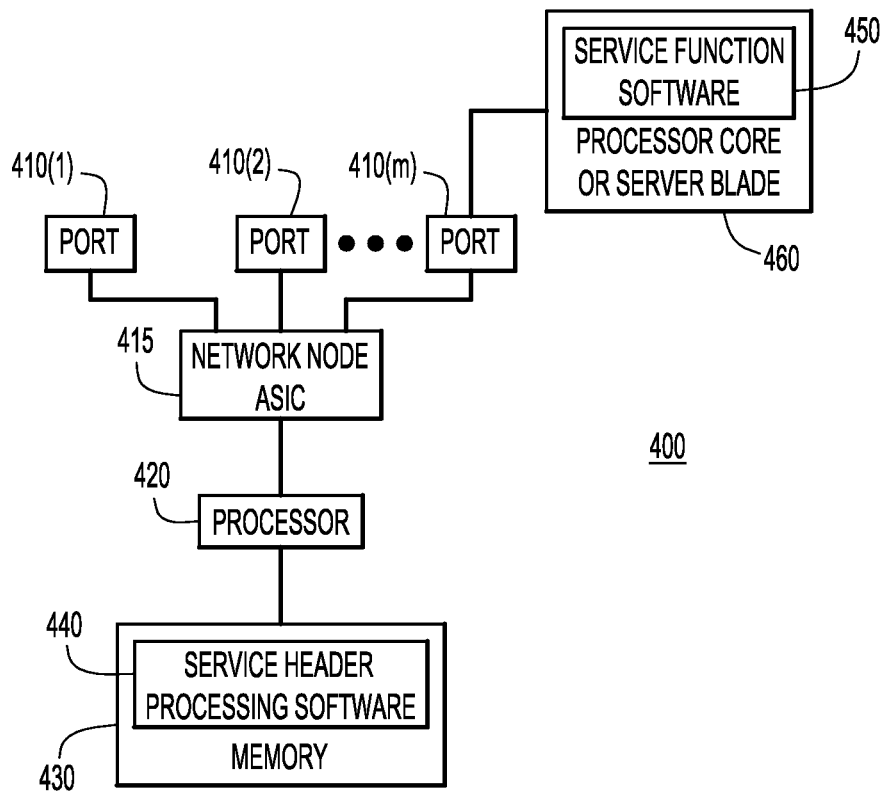 SERVICE FUNCTION
SOFTWARE
450
PROCESSOR CORE
OR SERVER BLADE
460
410(1)
410(2)
410(m)
PORT
PORT
PORT
415
NETWORK NODE
ASIC
400
420
PROCESSOR
440
SERVICE HEADER
PROCESSING SOFTWARE
MEMORY
430